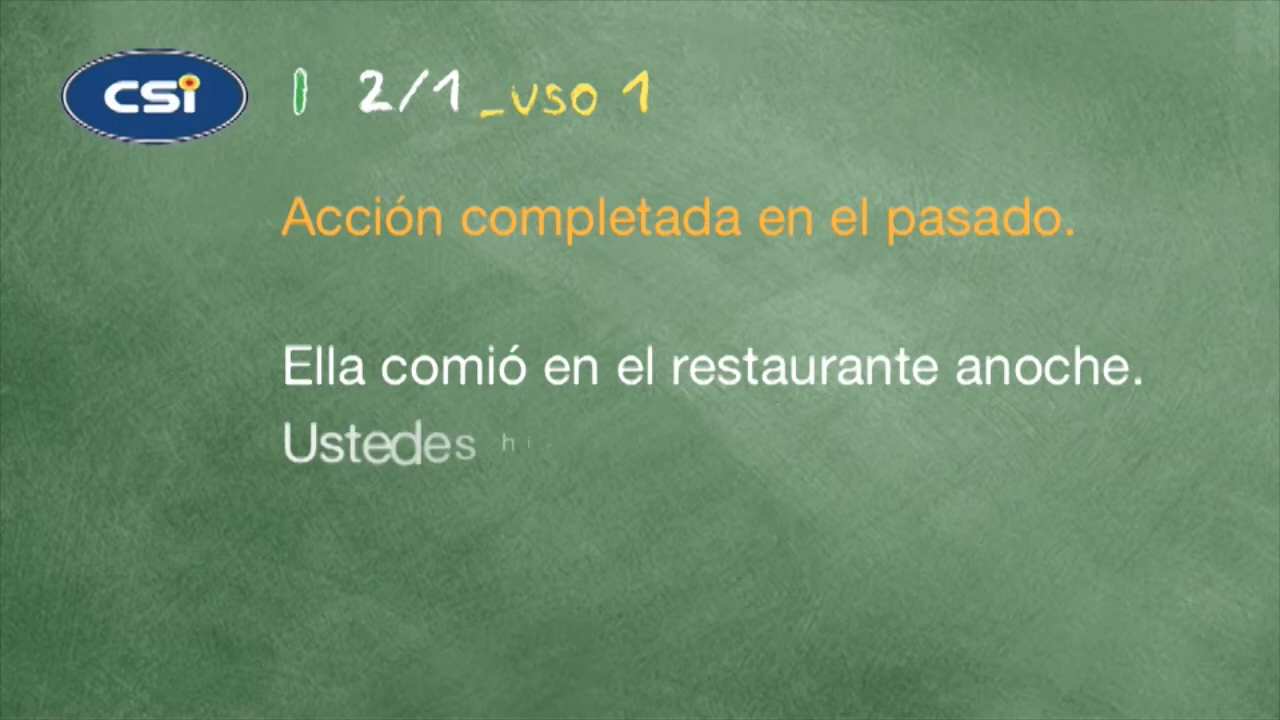 CSi 2/1_USO 1
Acción completada en el pasado.
Ella comió en el restaurante anoche.
Ustedes